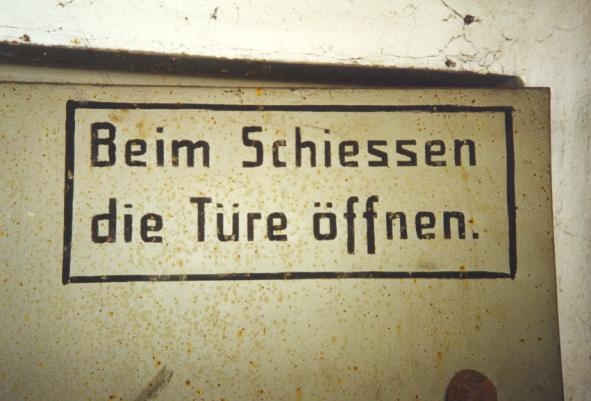 Beim Schiessen
die Türe öffnen.